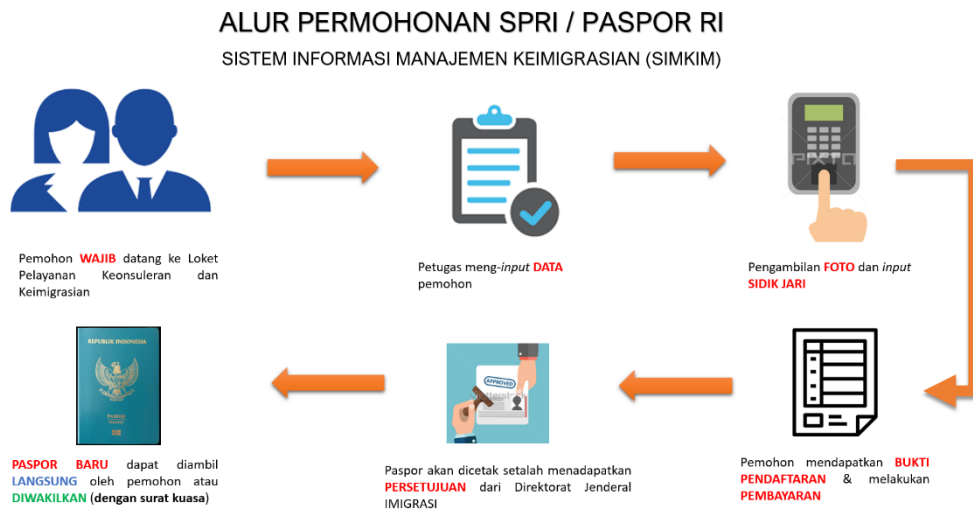 ALUR PERMOHONAN SPRI / PASPOR RI
SISTEM INFORMASI MANAJEMEN KEIMIGRASIAN (SIMKIM)
Pemohon WAJIB datang ke Loket
Pelayanan Keonsuleran dan
Keimigrasian
Petugas meng-input DATA
pemohon
Pengambilan FOTO dan input
SIDIK JARI
REPUBLIK INDONESIA
PASPOR
PASPOR BARU dapat diambil
LANGSUNG oleh pemohon atau
DIWAKILKAN (dengan surat kuasa)
APPROVED
Paspor akan dicetak setalah menadapatkan
PERSETUJUAN dari Direktorat Jenderal
IMIGRASI
Pemohon mendapatkan BUKTI
PENDAFTARAN & melakukan
PEMBAYARAN